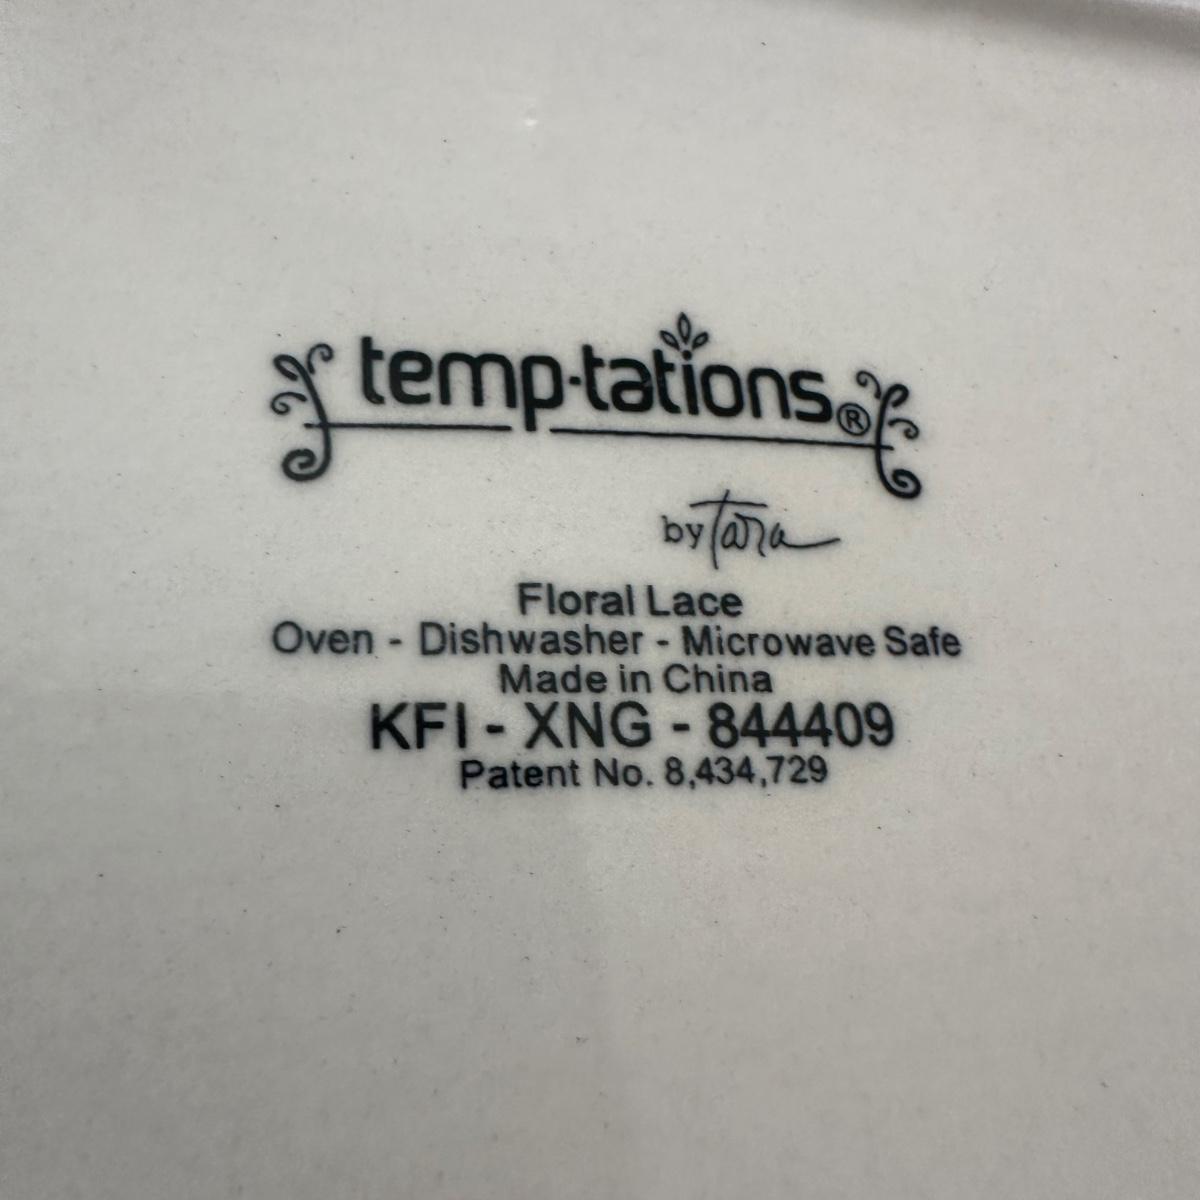 temp·tations®
by Tara
Floral Lace
Oven - Dishwasher - Microwave Safe
Made in China
KFI - XNG - 844409
Patent No. 8,434,729